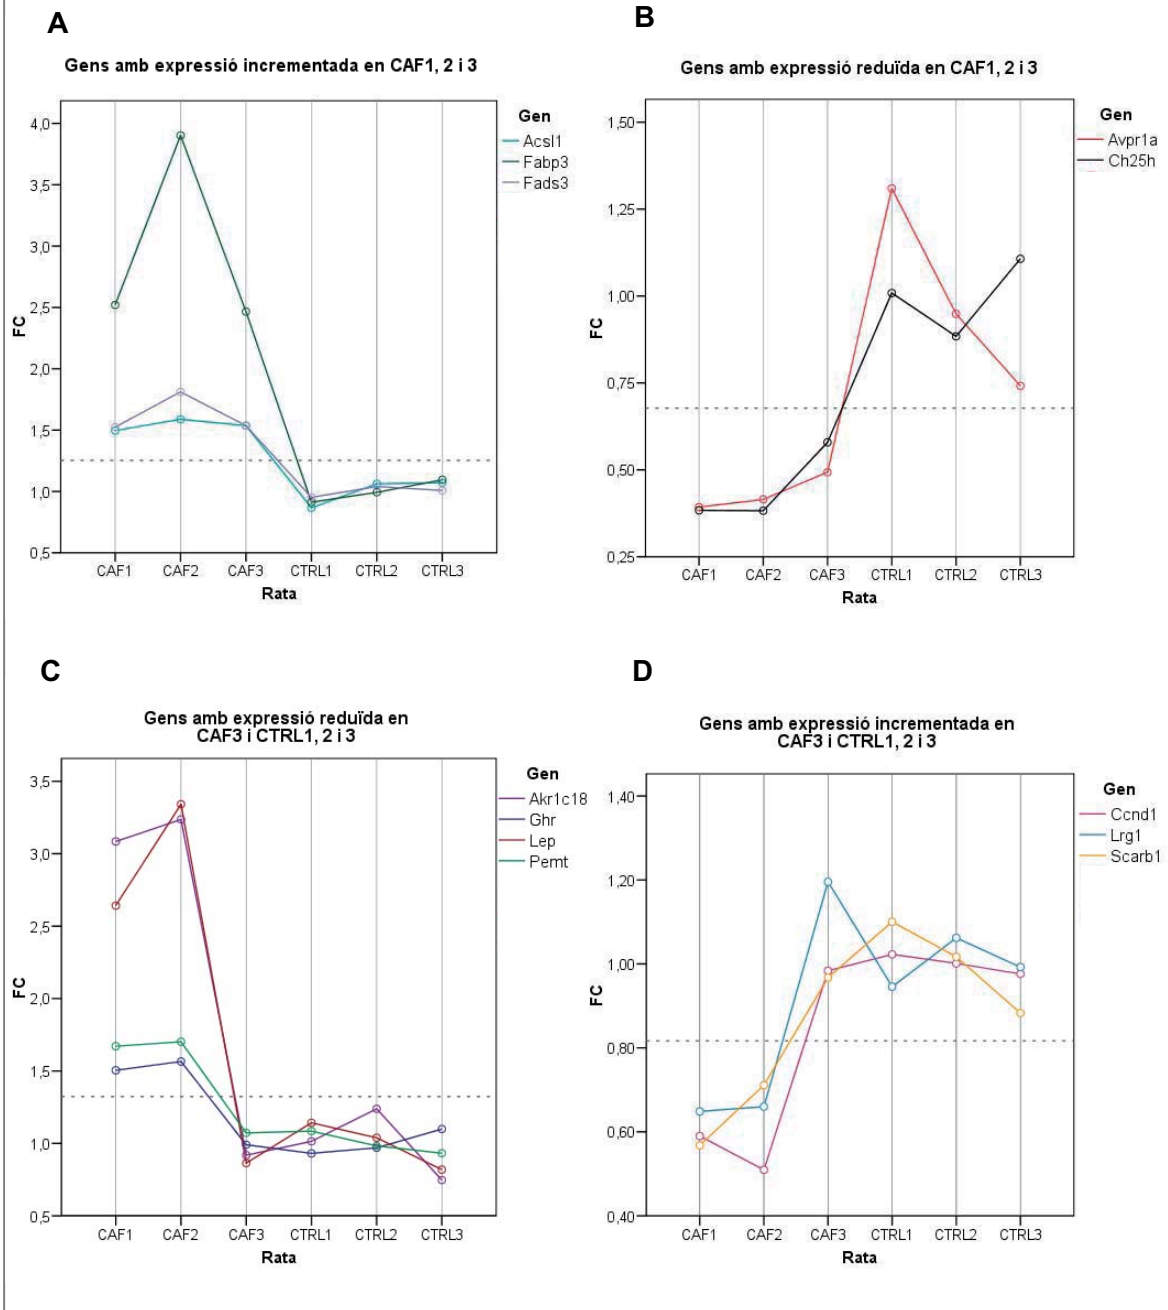 A
Gens amb expressió incrementada en CAF1, 2 i 3
Gen
Acsl1
Fabp3
Fads3
4,0
3,5
3,0
2,5
2,0
1,5
1,0
0,5
FC
CAF1 CAF2 CAF3 CTRL1 CTRL2 CTRL3
Rata
B
Gens amb expressió reduïda en CAF1, 2 i 3
Gen
Avpr1a
Ch25h
1,50
1,25
1,00
0,75
0,50
0,25
FC
CAF1 CAF2 CAF3 CTRL1 CTRL2 CTRL3
Rata
C
Gens amb expressió reduïda en
CAF3 i CTRL1, 2 i 3
Gen
Akr1c18
Ghr
Lep
Pemt
3,5
3,0
2,5
2,0
1,5
1,0
0,5
FC
CAF1 CAF2 CAF3 CTRL1 CTRL2 CTRL3
Rata
D
Gens amb expressió incrementada en
CAF3 i CTRL1, 2 i 3
Gen
Ccnd1
Lrg1
Scarb1
1,40
1,20
1,00
0,80
0,60
0,40
FC
CAF1 CAF2 CAF3 CTRL1 CTRL2 CTRL3
Rata